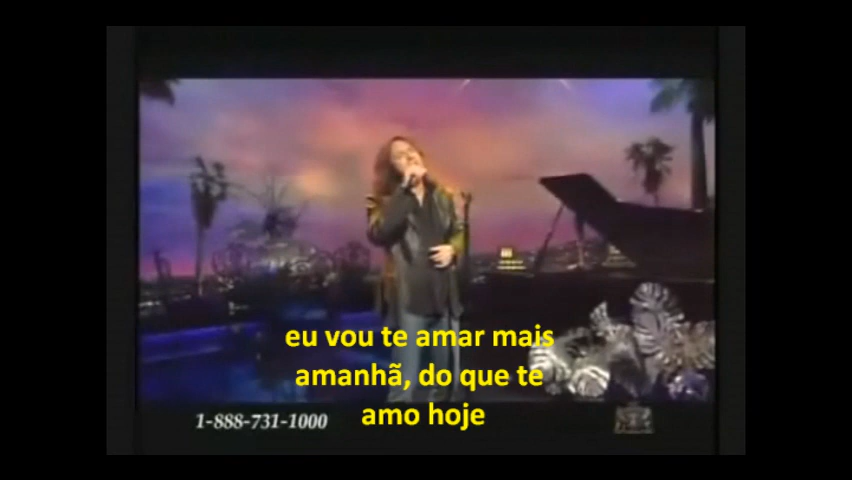 eu vou te amar mais
amanhã, do que te
amo hoje
1-888-731-1000